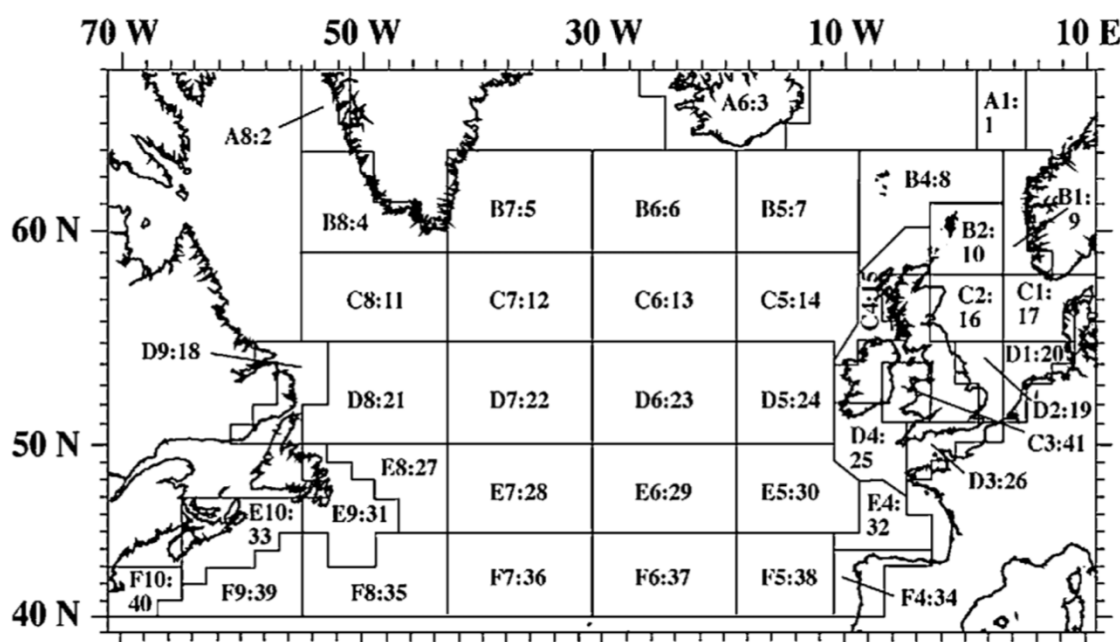 70 W 50 W 30 W 10 W 10 E
A8:2
A6:3
A1:
1
B4:8
B1:
9
60 N
B8:4
B7:5
B6:6
B5:7
B2:
10
C8:11
C7:12
C6:13
C5:14
C4:15
C2:
16
C1:
17
D9:18
D1:20
D8:21
D7:22
D6:23
D5:24
D2:19
50 N
D4:
25
C3:41
E8:27
D3:26
E7:28
E6:29
E5:30
E10:
33
E9:31
E4:
32
F10:
40
F9:39
F8:35
F7:36
F6:37
F5:38
F4:34
40 N